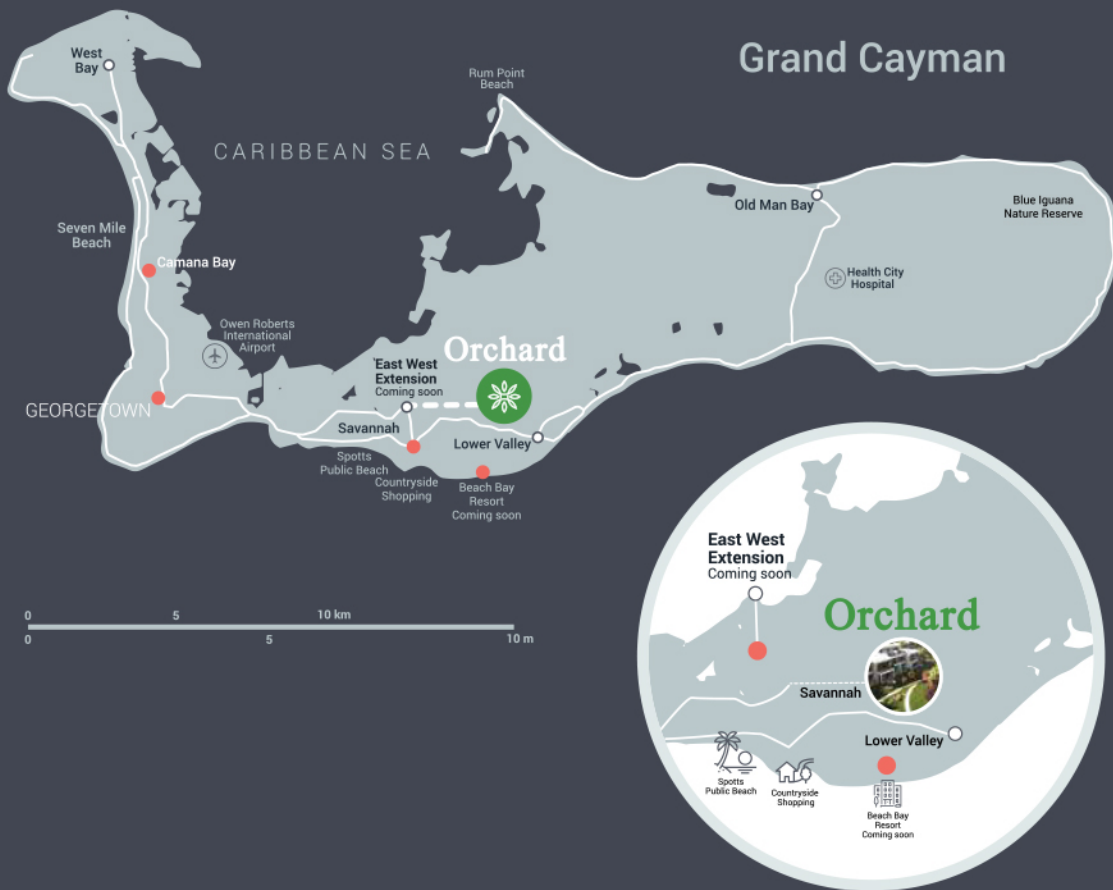 Grand Cayman
West
Bay
Rum Point
Beach
CARIBBEAN SEA
Old Man Bay
Blue Iguana
Nature Reserve
Seven Mile
Beach
Camana Bay
Health City
Hospital
Owen Roberts
International
Airport
Orchard
East West
Extension
Coming soon
GEORGETOWN
Savannah
Lower Valley
Spotts
Public Beach
Countryside
Shopping
Beach Bay
Resort
Coming soon
0 5 10 km
0 5 10 m
East West
Extension
Coming soon
Orchard
Savannah
Lower Valley
Spotts
Public Beach
Countryside
Shopping
Beach Bay
Resort
Coming soon